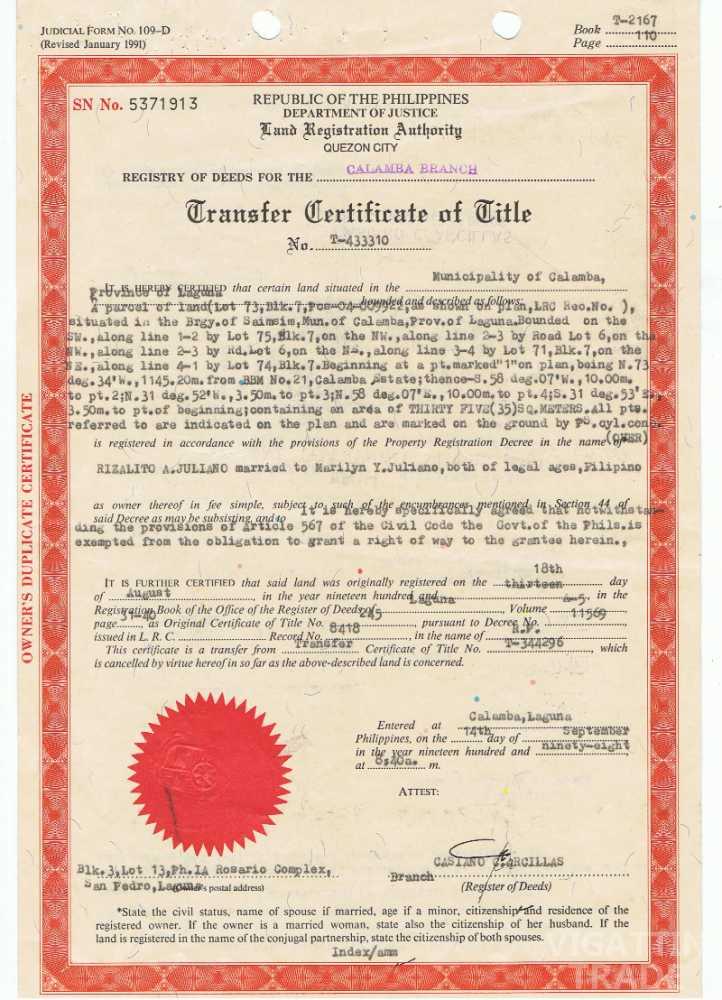 JUDICIAL FORM NO. 109-D
(Revised January 1991)
Book T-2167
Page 110
SN No. 5371913
REPUBLIC OF THE PHILIPPINES
DEPARTMENT OF JUSTICE
Land Registration Authority
QUEZON CITY
REGISTRY OF DEEDS FOR THE CALAMBA BRANCH
Transfer Certificate of Title
No. T-433310
IT IS HEREBY CERTIFIED that certain land situated in the Municipality of Calamba,
Province of Laguna bounded and described as follows:
A parcel of land(Lot 73,Blk.7,Pcs-04-009922,as shown on plan,LRC Rec.No. ),
situated in the Brgy.of Saimsim,Mun.of Calamba,Prov.of Laguna.Bounded on the
SW.,along line 1-2 by Lot 75,Blk.7,on the NW.,along line 2-3 by Road Lot 6,on the
NW.,along line 2-3 by Rd.Lot 6,on the NE.,along line 3-4 by Lot 71,Blk.7,on the
E.,along line 4-1 by Lot 74,Blk.7.Beginning at a pt.marked"1"on plan,being N.73
deg.34'W.,1145.20m.from BBM No.21,Calamba Estate;thence-S.58 deg.07'W.,10.00m.
to pt.2;N.31 deg.52'W.,3.50m.to pt.3;N.58 deg.07'E.,10.00m.to pt.4;S.31 deg.53'E.,
3.50m.to pt.of beginning;containing an area of THIRTY FIVE(35)SQ.METERS.All pts.
referred to are indicated on the plan and are marked on the ground by PS.cyl.conc.
is registered in accordance with the provisions of the Property Registration Decree in the name of (OVER)
RIZALITO A.JULIANO married to Marilyn Y.Juliano,both of legal ages,Filipino
as owner thereof in fee simple, subject to such of the encumbrances mentioned in Section 44 of
said Decree as may be subsisting, and to it is hereby specifically agreed that notwithstan-
ding the provisions of Article 567 of the Civil Code the Govt.of the Phils.is
exempted from the obligation to grant a right of way to the grantee herein.,
IT IS FURTHER CERTIFIED that said land was originally registered on the 18th day
of August, in the year nineteen hundred and thirteen, in the
Registration Book of the Office of the Register of Deeds of Laguna, Volume A-5,
page 31-40 as Original Certificate of Title No. 245, pursuant to Decree No. 11569
issued in L. R. C. Record No. 8418, in the name of R.P.
This certificate is a transfer from Transfer Certificate of Title No. T-344296, which
is cancelled by virtue hereof in so far as the above-described land is concerned.
Entered at Calamba,Laguna
Philippines, on the 14th day of September
in the year nineteen hundred and ninety-eight
at 8:40a. m.
ATTEST:
CASIANO C.ARCILLAS
Branch
(Register of Deeds)
Blk.3,Lot 13,Ph.IA Rosario Complex,
San Pedro,Laguna
(Owner's postal address)
*State the civil status, name of spouse if married, age if a minor, citizenship and residence of the
registered owner. If the owner is a married woman, state also the citizenship of her husband. If the
land is registered in the name of the conjugal partnership, state the citizenship of both spouses.
Index/amm
OWNER'S DUPLICATE CERTIFICATE
VIGATTIN
TRADE